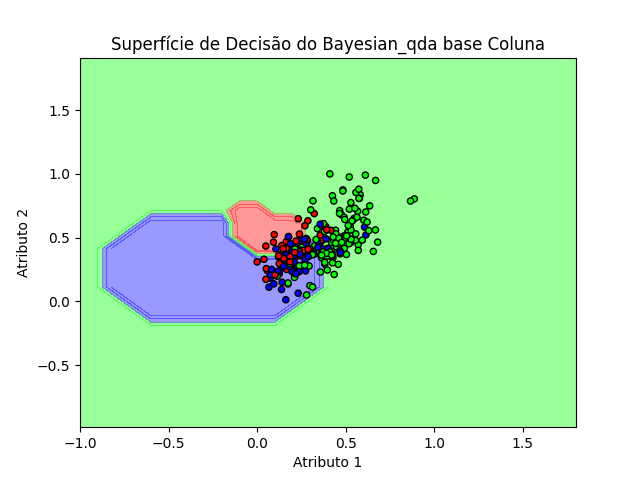 Superfície de Decisão do Bayesian_qda base Coluna
1.5
1.0
0.5
0.0
−0.5
Atributo 2
−1.0 −0.5 0.0 0.5 1.0 1.5
Atributo 1